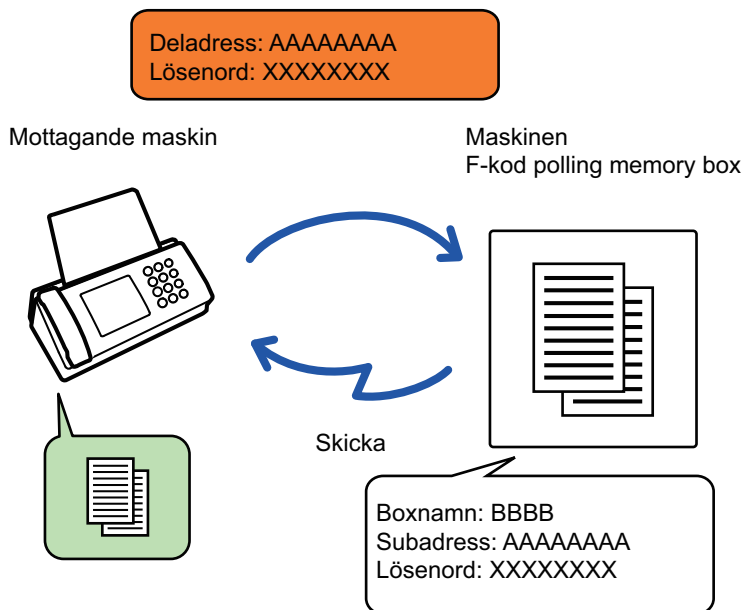 Deladress: AAAAAAAA
Lösenord: XXXXXXXX
Mottagande maskin
Maskinen
F-kod polling memory box
Skicka
Boxnamn: BBBB
Subadress: AAAAAAAA
Lösenord: XXXXXXXX